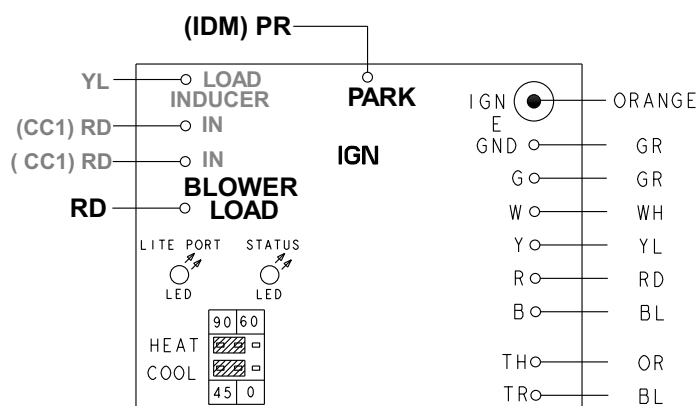 (IDM) PR
YL LOAD
INDUCER
PARK
IGN
E
ORANGE
(CC1) RD IN
( CC1) RD IN
IGN
GND GR
BLOWER
RD LOAD
G GR
W WH
LITE PORT STATUS
LED LED
Y YL
R RD
B BL
90 60
HEAT
COOL
45 0
TH OR
TR BL